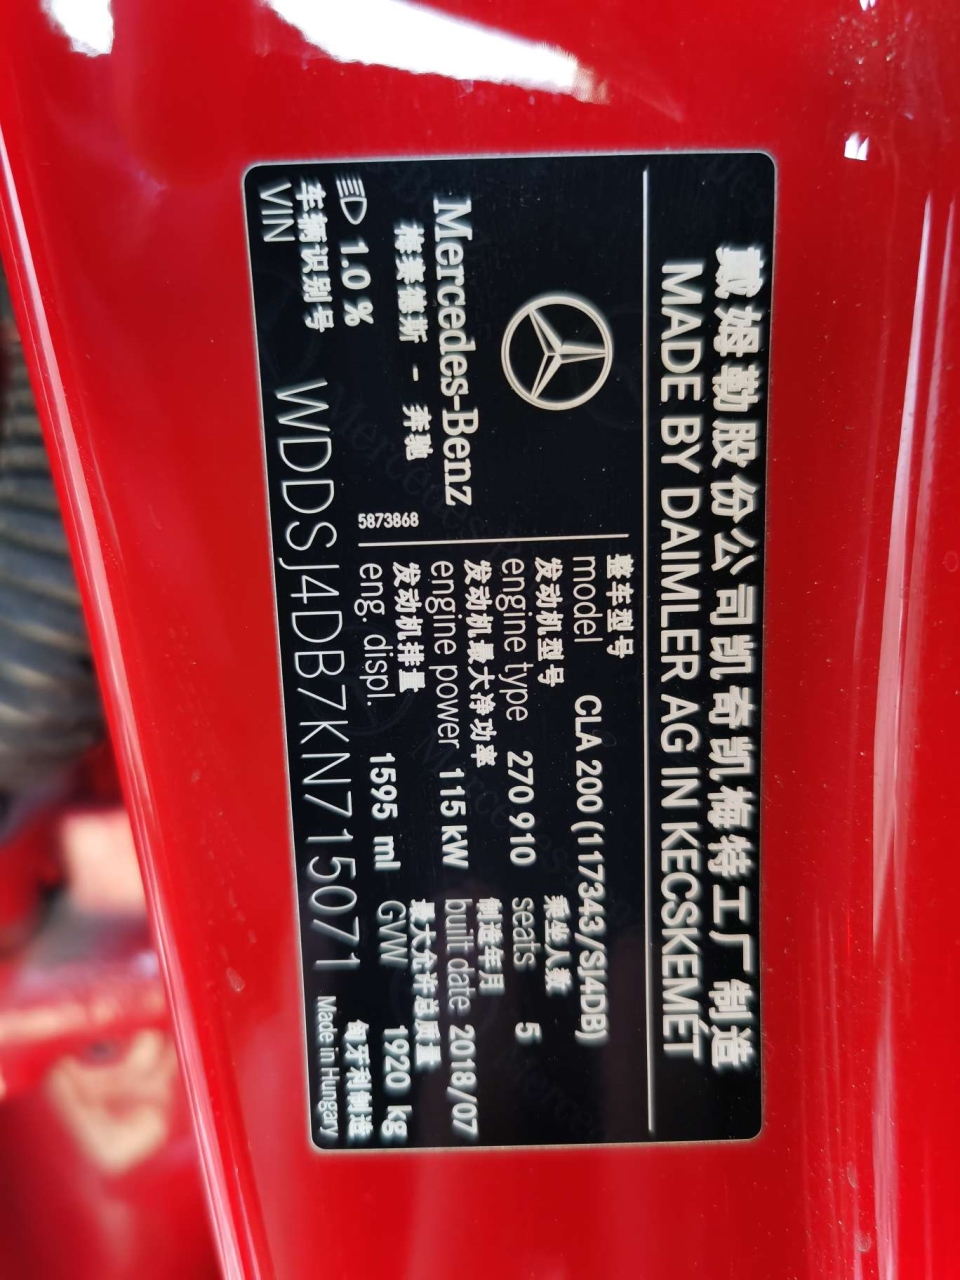 戴姆勒股份公司凯奇凯梅特工厂制造
MADE BY DAIMLER AG IN KECSKEMÉT
Mercedes-Benz
梅赛德斯 - 奔驰
5873868
1.0 %
整车型号
model CLA 200 (117343/SJ4DB)
发动机型号 乘坐人数
engine type 270 910 seats 5
发动机最大净功率 制造年月
engine power 115 kW built date 2018/07
发动机排量 最大允许总质量
eng. displ. 1595 ml GVW 1920 kg
车辆识别号 匈牙利制造
VIN WDDSJ4DB7KN715071 Made in Hungary